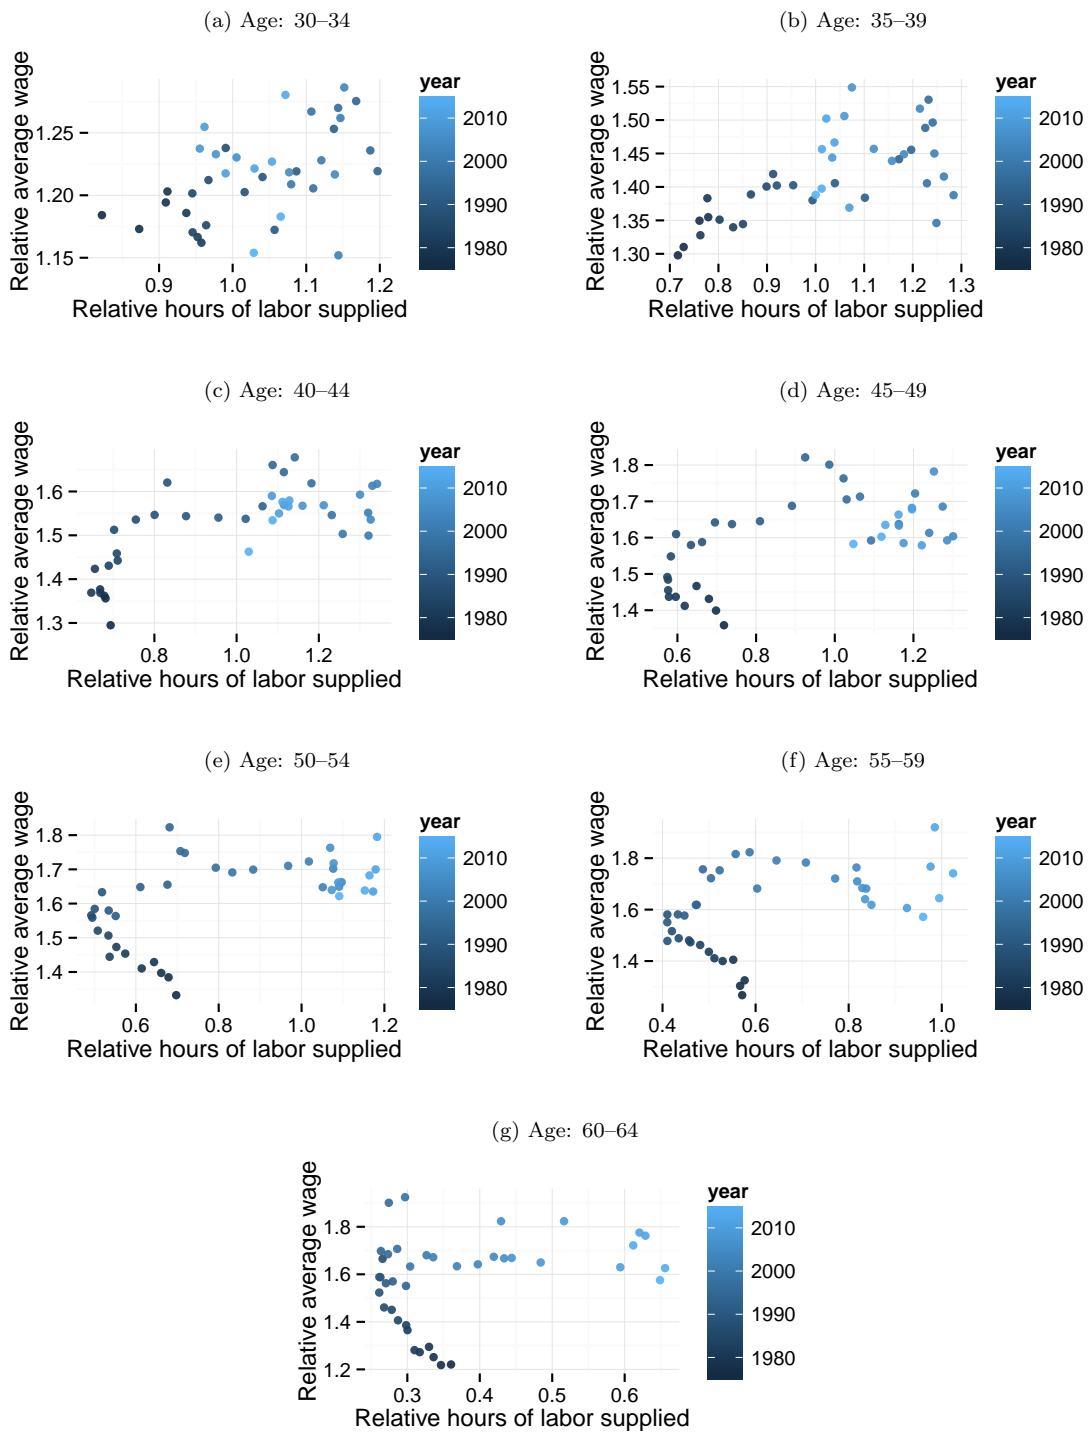 (a) Age: 30–34
Relative average wage
1.25
1.20
1.15
0.9 1.0 1.1 1.2
Relative hours of labor supplied
year
2010
2000
1990
1980
(b) Age: 35–39
Relative average wage
1.55
1.50
1.45
1.40
1.35
1.30
0.7 0.8 0.9 1.0 1.1 1.2 1.3
Relative hours of labor supplied
year
2010
2000
1990
1980
(c) Age: 40–44
Relative average wage
1.6
1.5
1.4
1.3
0.8 1.0 1.2
Relative hours of labor supplied
year
2010
2000
1990
1980
(d) Age: 45–49
Relative average wage
1.8
1.7
1.6
1.5
1.4
0.6 0.8 1.0 1.2
Relative hours of labor supplied
year
2010
2000
1990
1980
(e) Age: 50–54
Relative average wage
1.8
1.7
1.6
1.5
1.4
0.6 0.8 1.0 1.2
Relative hours of labor supplied
year
2010
2000
1990
1980
(f) Age: 55–59
Relative average wage
1.8
1.6
1.4
0.4 0.6 0.8 1.0
Relative hours of labor supplied
year
2010
2000
1990
1980
(g) Age: 60–64
Relative average wage
1.8
1.6
1.4
1.2
0.3 0.4 0.5 0.6
Relative hours of labor supplied
year
2010
2000
1990
1980